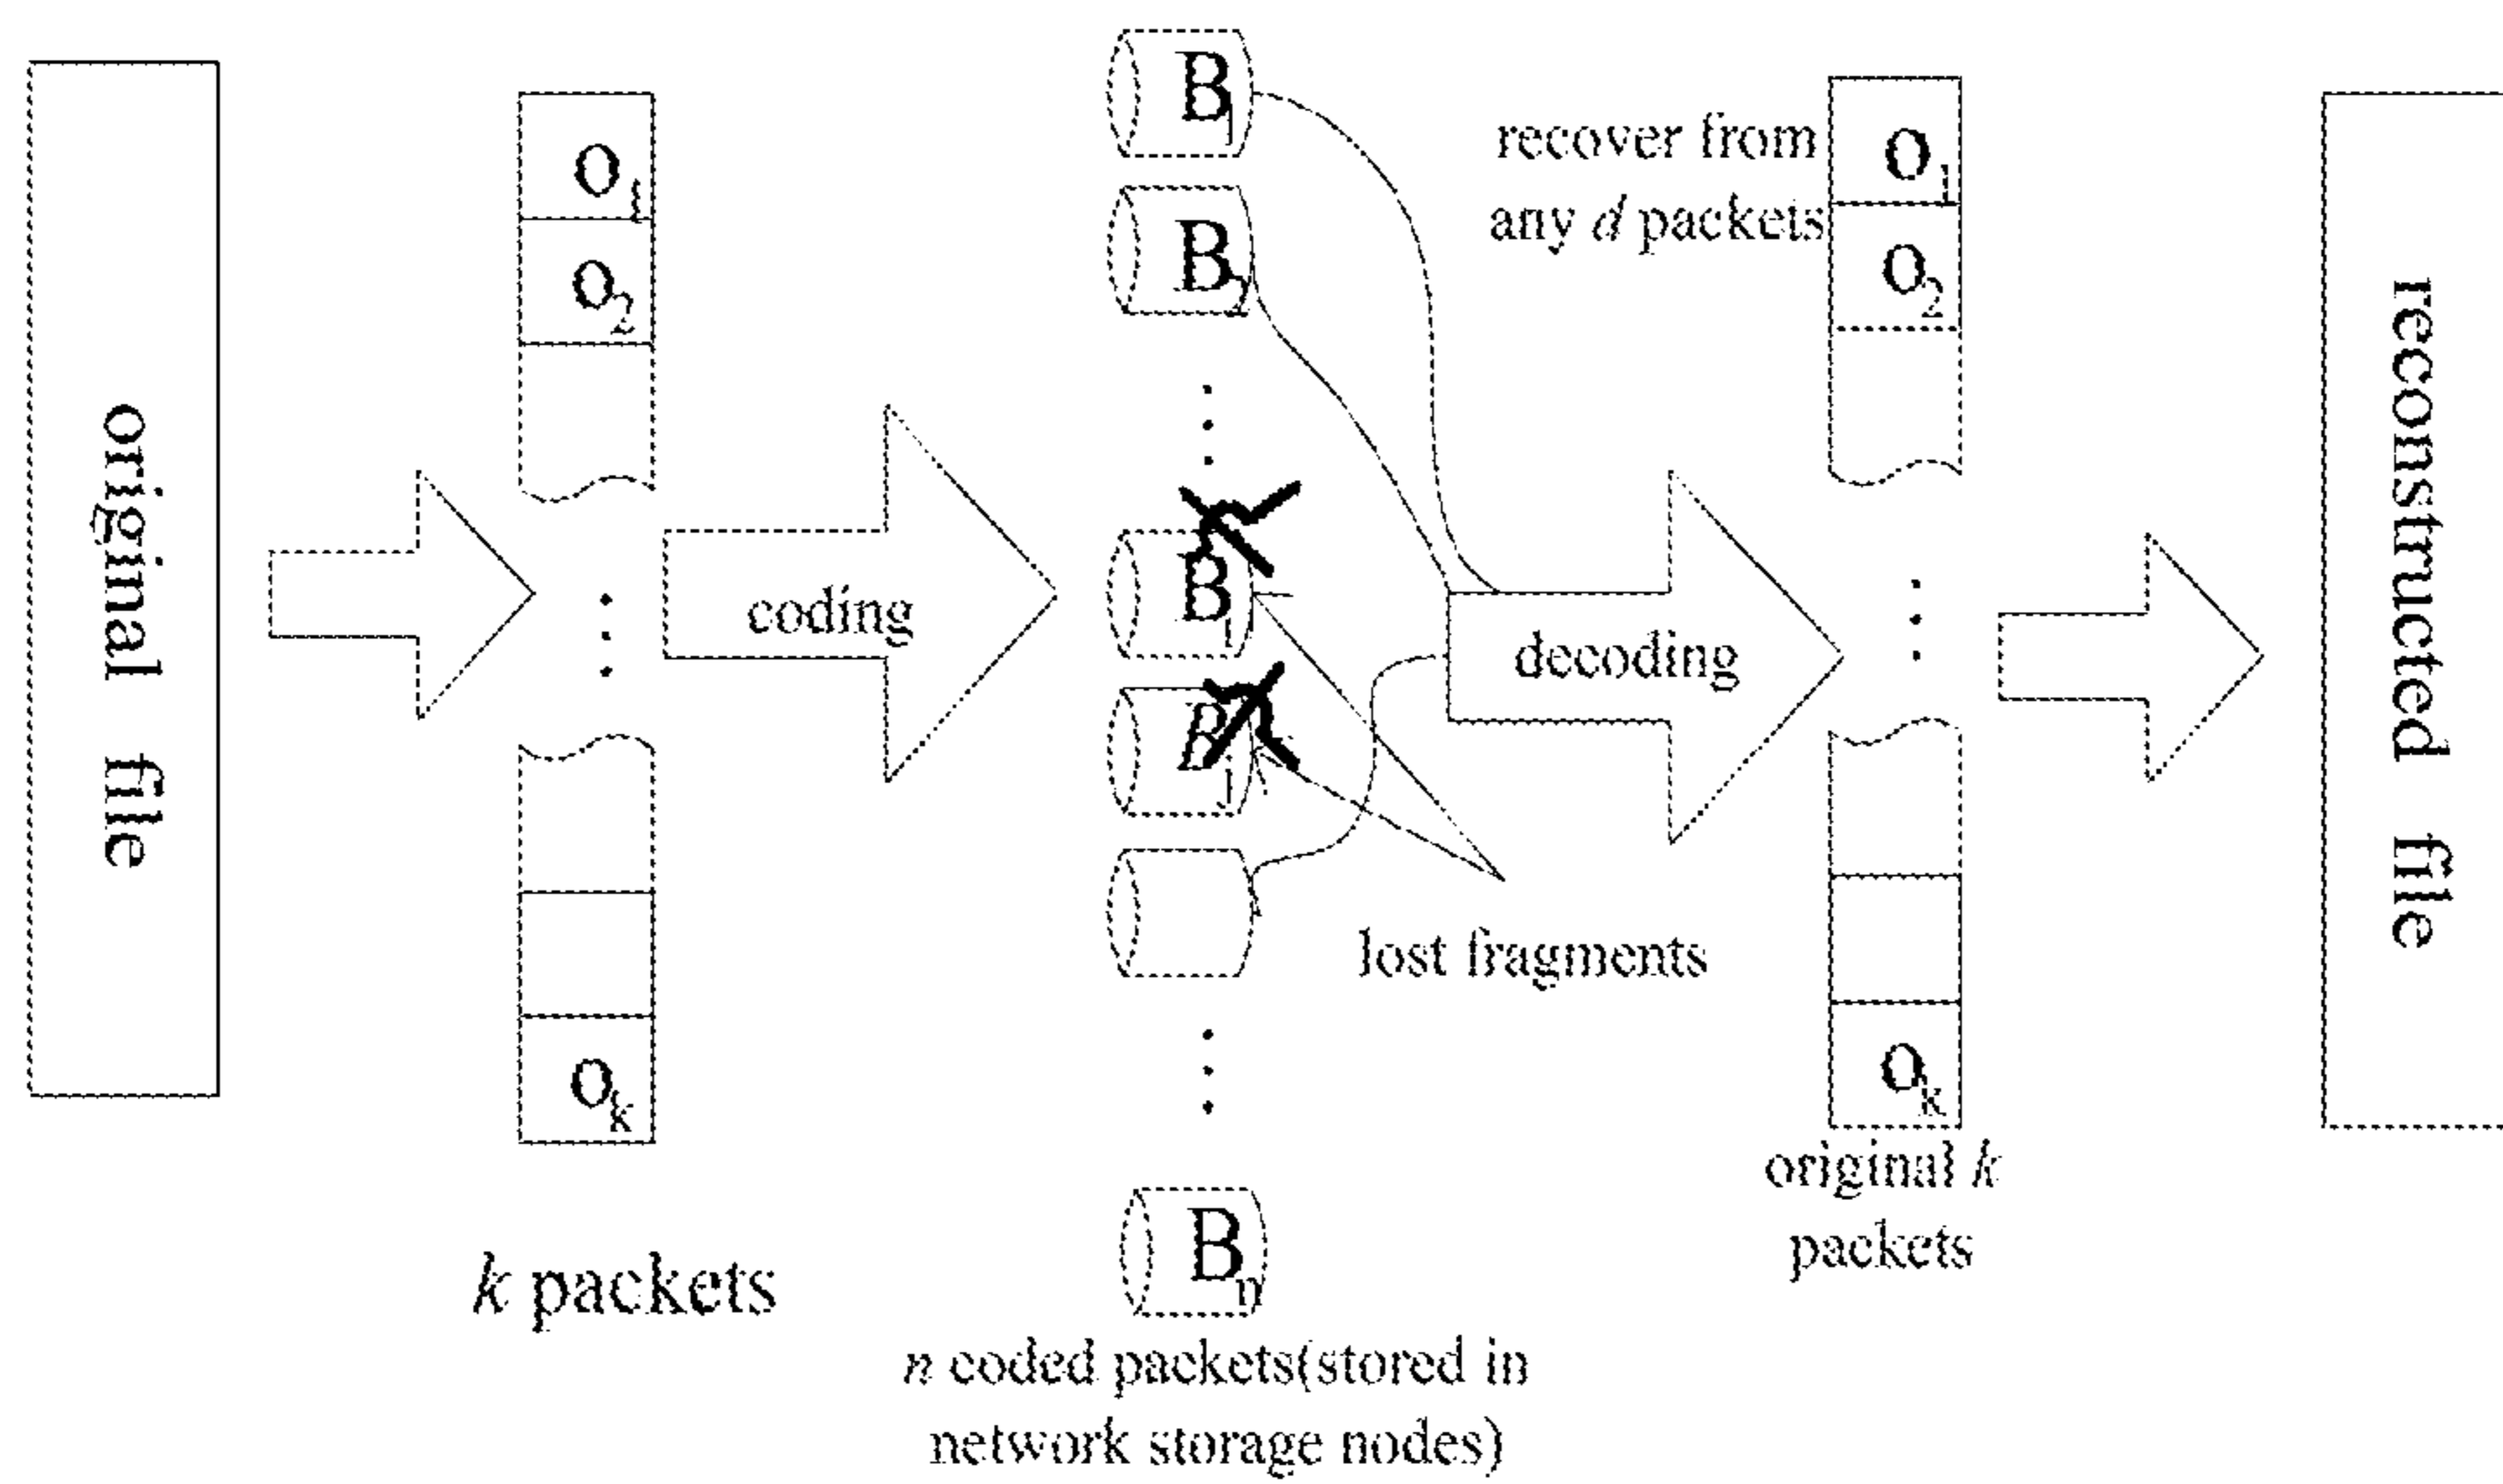 original file
O1
O2
Ok
k packets
coding
B1
B2
Bj
Bn
n coded packets(stored in
network storage nodes)
lost fragments
decoding
recover from
any d packets
O1
O2
Ok
original k
packets
reconstructed file